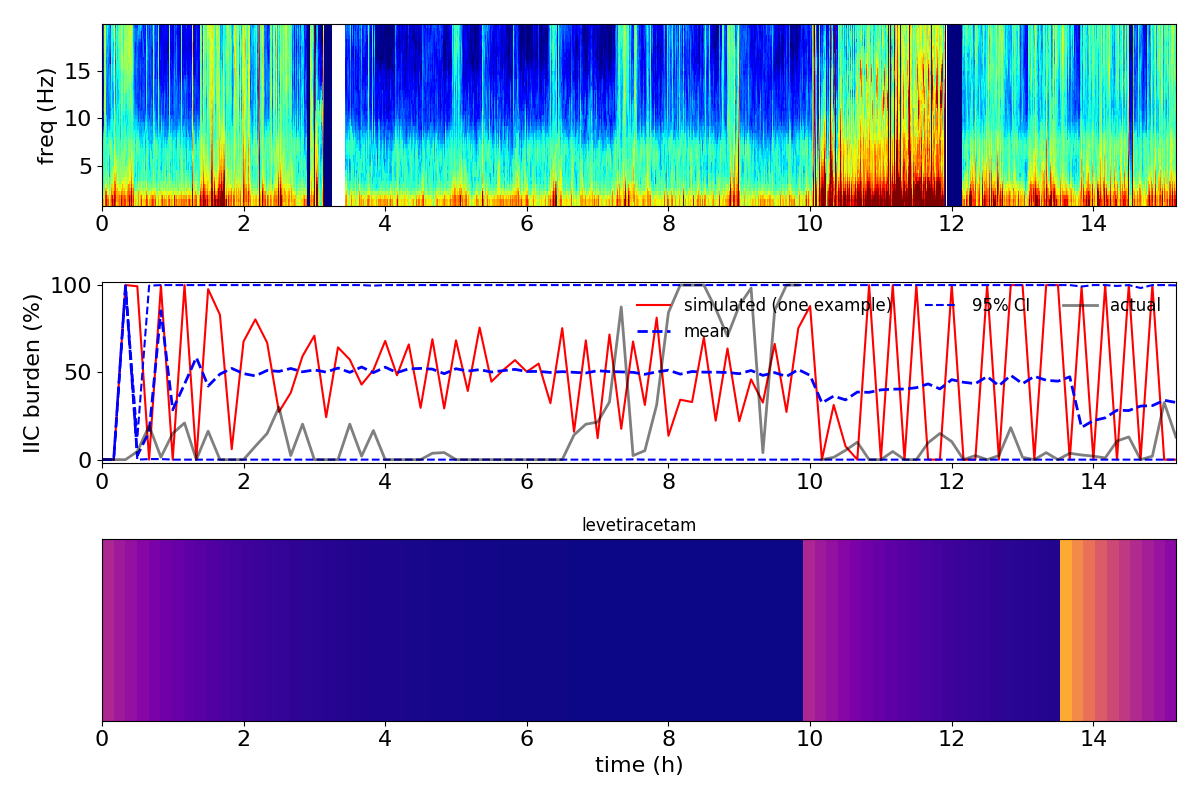 freq (Hz)
15
10
5
0 2 4 6 8 10 12 14
IIC burden (%)
100
50
0
simulated (one example)
mean
95% CI
actual
0 2 4 6 8 10 12 14
levetiracetam
0 2 4 6 8 10 12 14
time (h)